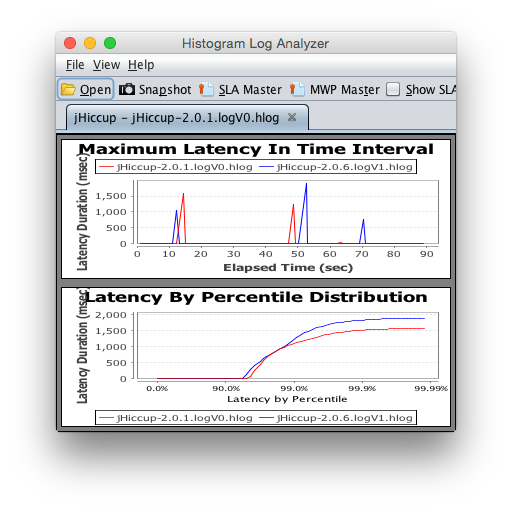 Histogram Log Analyzer
File View Help
Open Snapshot SLA Master MWP Master Show SLA
jHiccup – jHiccup-2.0.1.logV0.hlog
Maximum Latency In Time Interval
jHiccup-2.0.1.logV0.hlog jHiccup-2.0.6.logV1.hlog
Latency Duration (msec)
1,500
1,000
500
0
0 10 20 30 40 50 60 70 80 90
Elapsed Time (sec)
Latency By Percentile Distribution
Latency Duration (msec)
2,000
1,500
1,000
500
0
0.0% 90.0% 99.0% 99.9% 99.99%
Latency by Percentile
jHiccup-2.0.1.logV0.hlog jHiccup-2.0.6.logV1.hlog